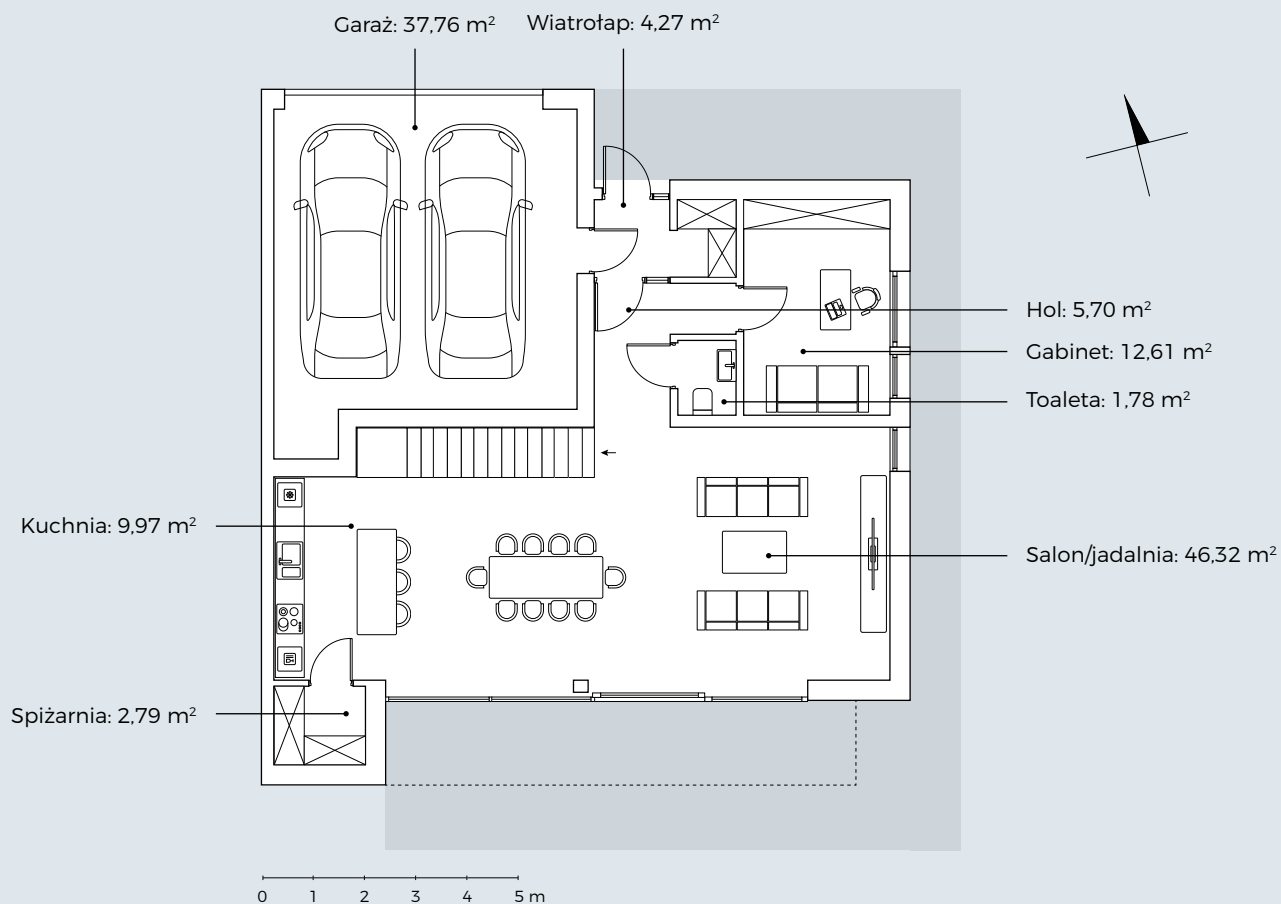 Garaż: 37,76 m²
Wiatrołap: 4,27 m²
Hol: 5,70 m²
Gabinet: 12,61 m²
Toaleta: 1,78 m²
Kuchnia: 9,97 m²
Salon/jadalnia: 46,32 m²
Spiżarnia: 2,79 m²
0 1 2 3 4 5 m